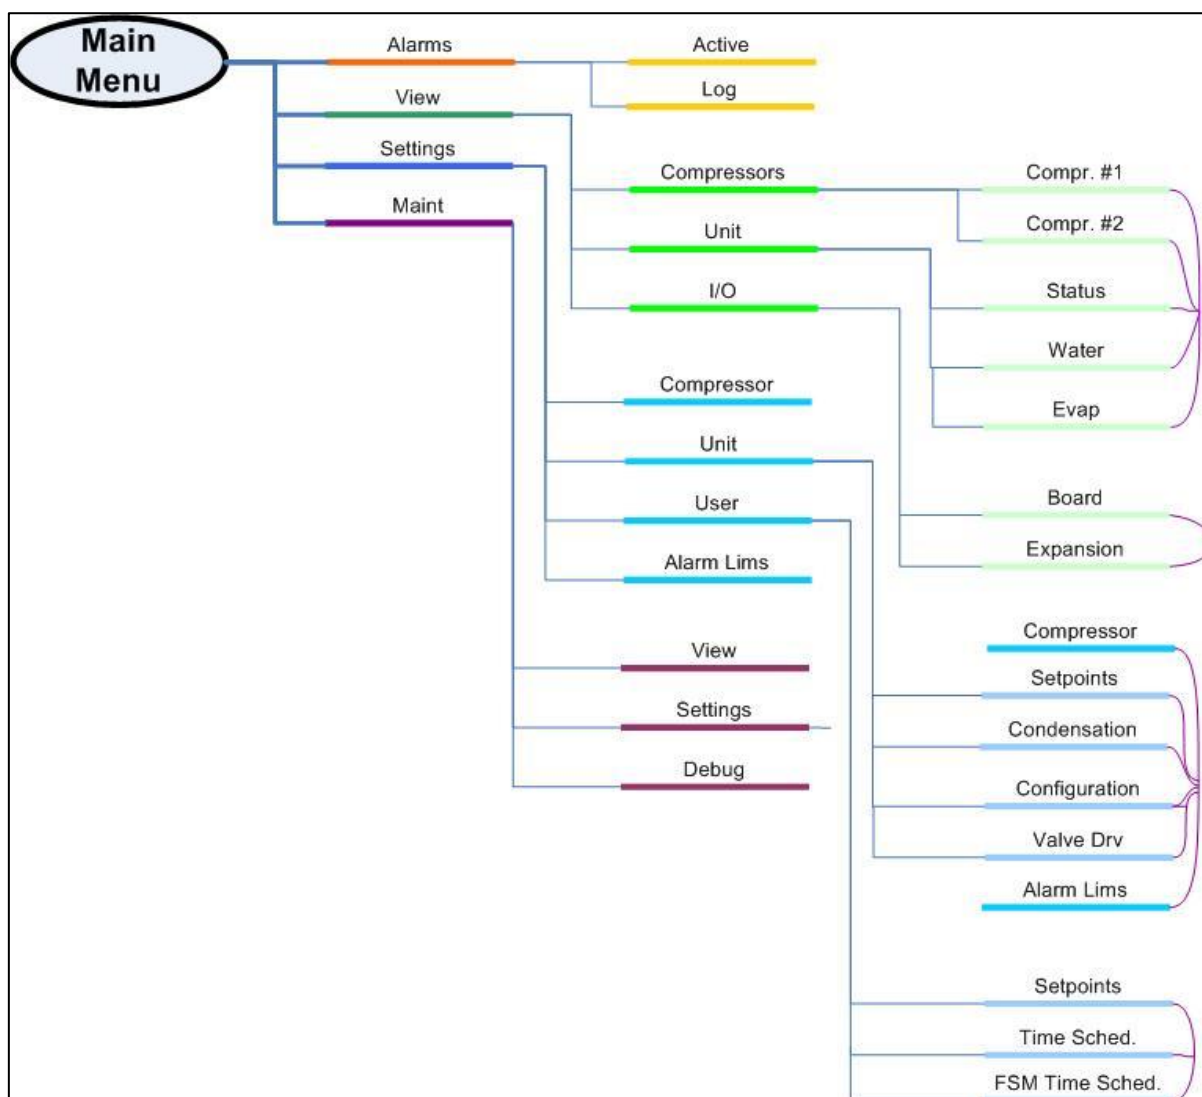 Main
Menu
Alarms
View
Settings
Maint
Active
Log
Compressors
Unit
I/O
Compressor
Unit
User
Alarm Lims
View
Settings
Debug
Compr. #1
Compr. #2
Status
Water
Evap
Board
Expansion
Compressor
Setpoints
Condensation
Configuration
Valve Drv
Alarm Lims
Setpoints
Time Sched.
FSM Time Sched.